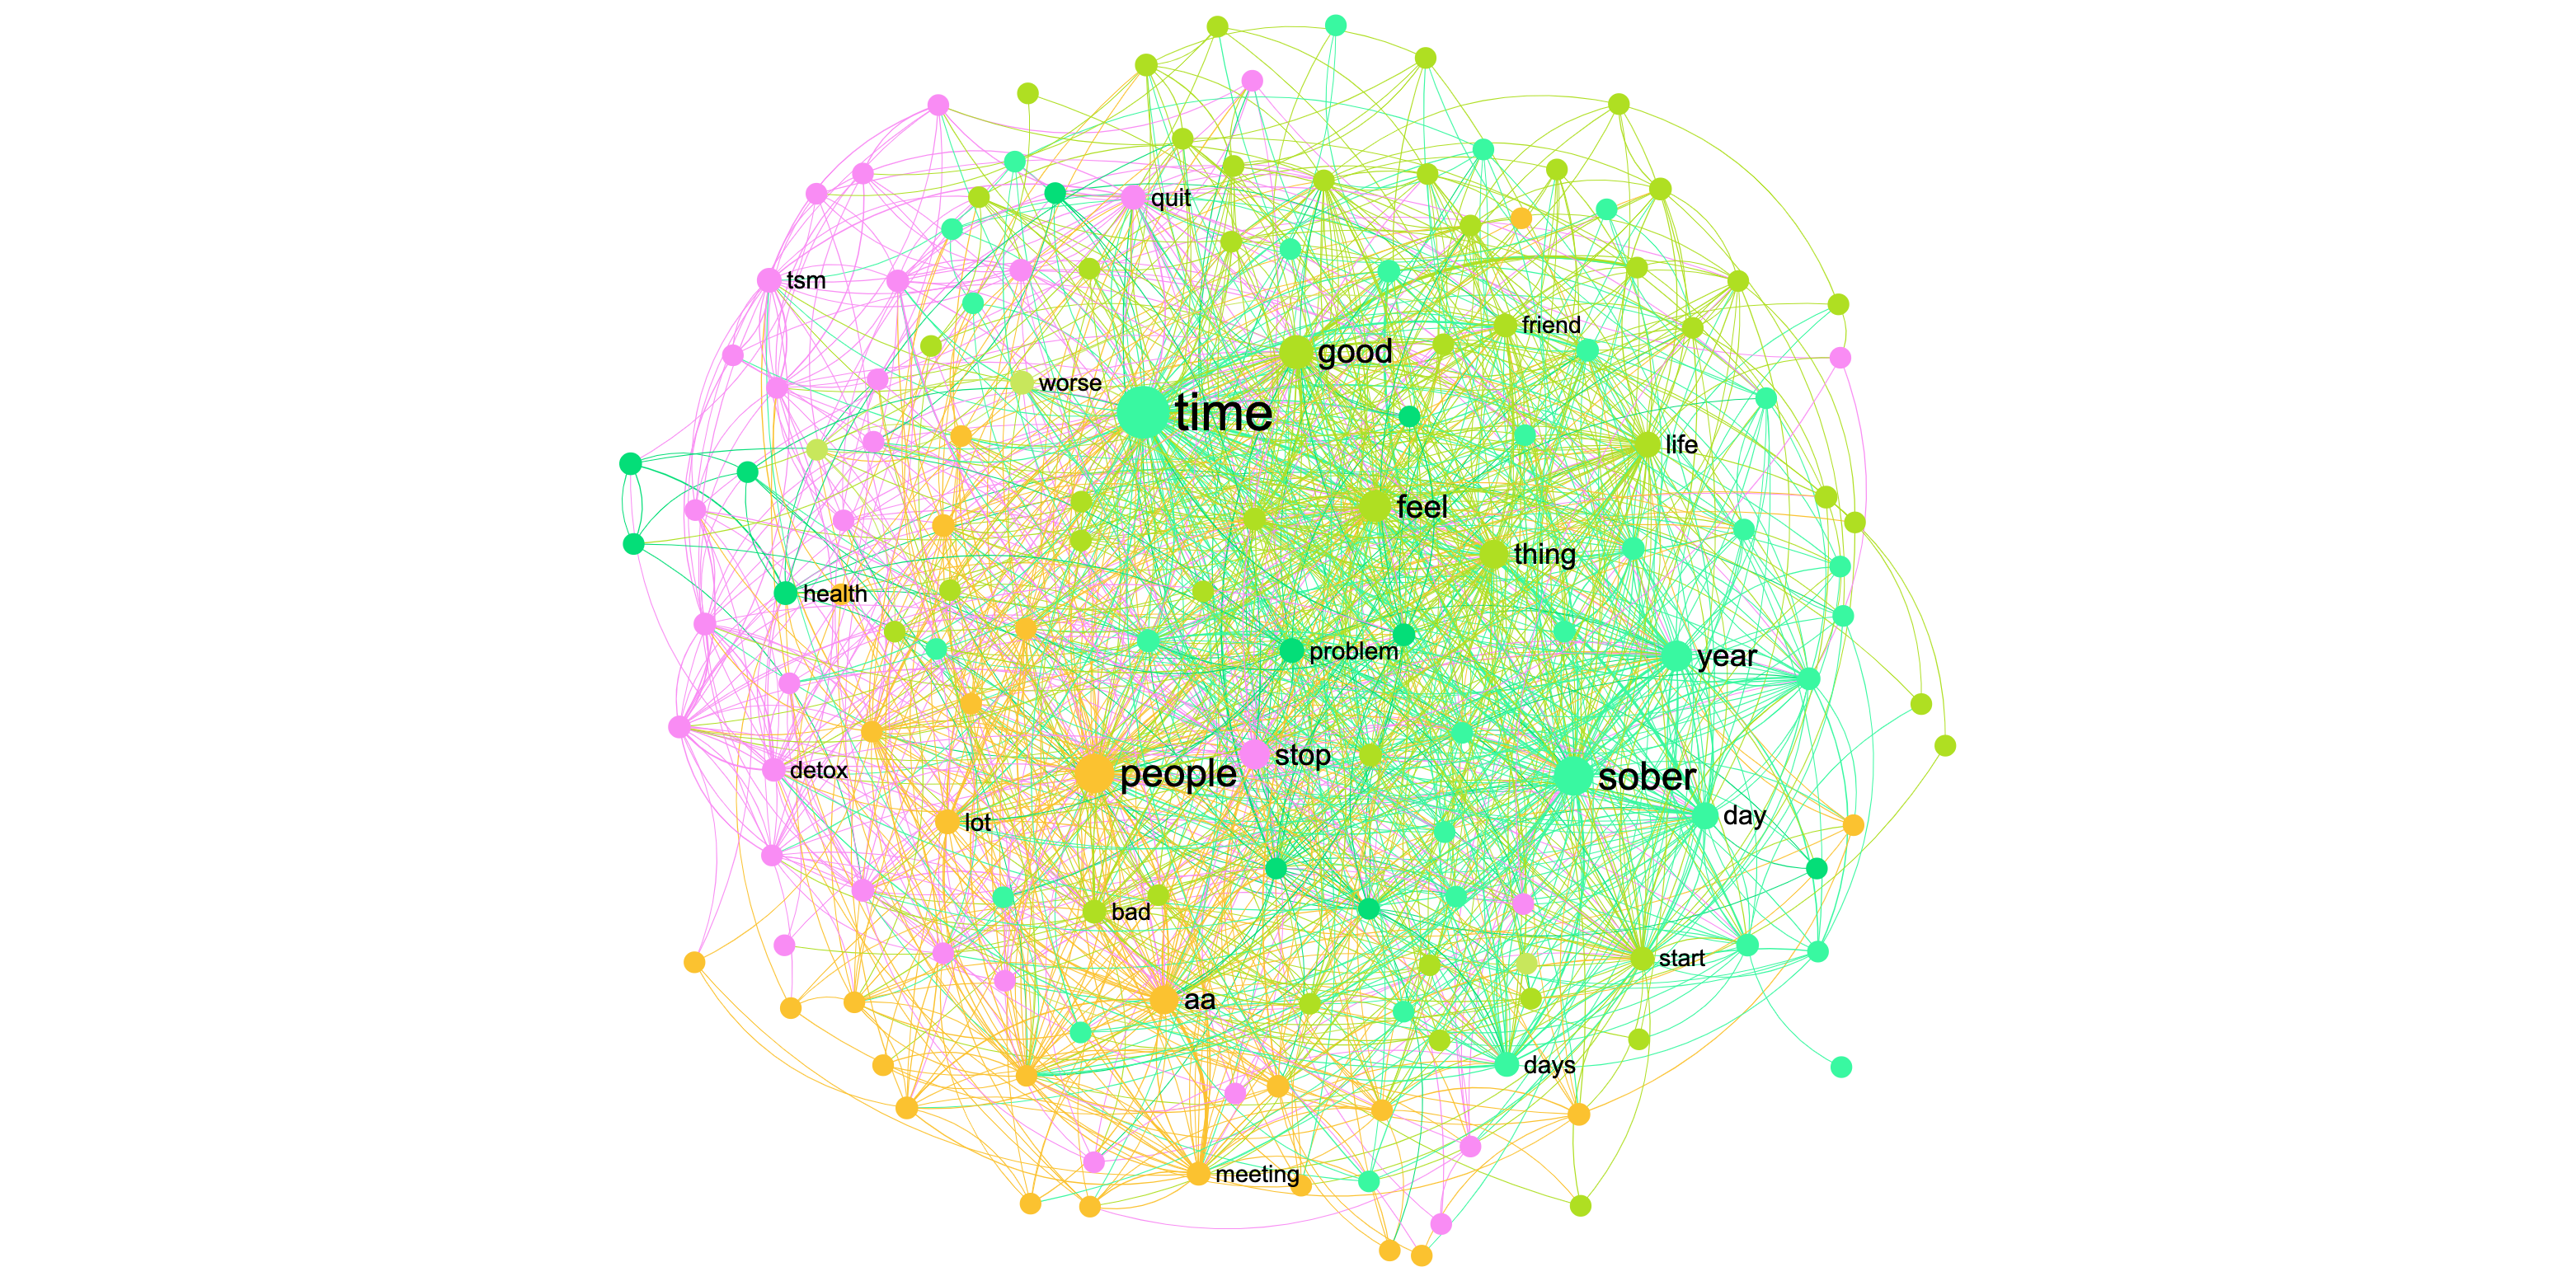 quit
tsm
friend
good
worse
time
life
feel
thing
health
problem
year
stop
detox
people
sober
day
lot
bad
start
aa
days
meeting